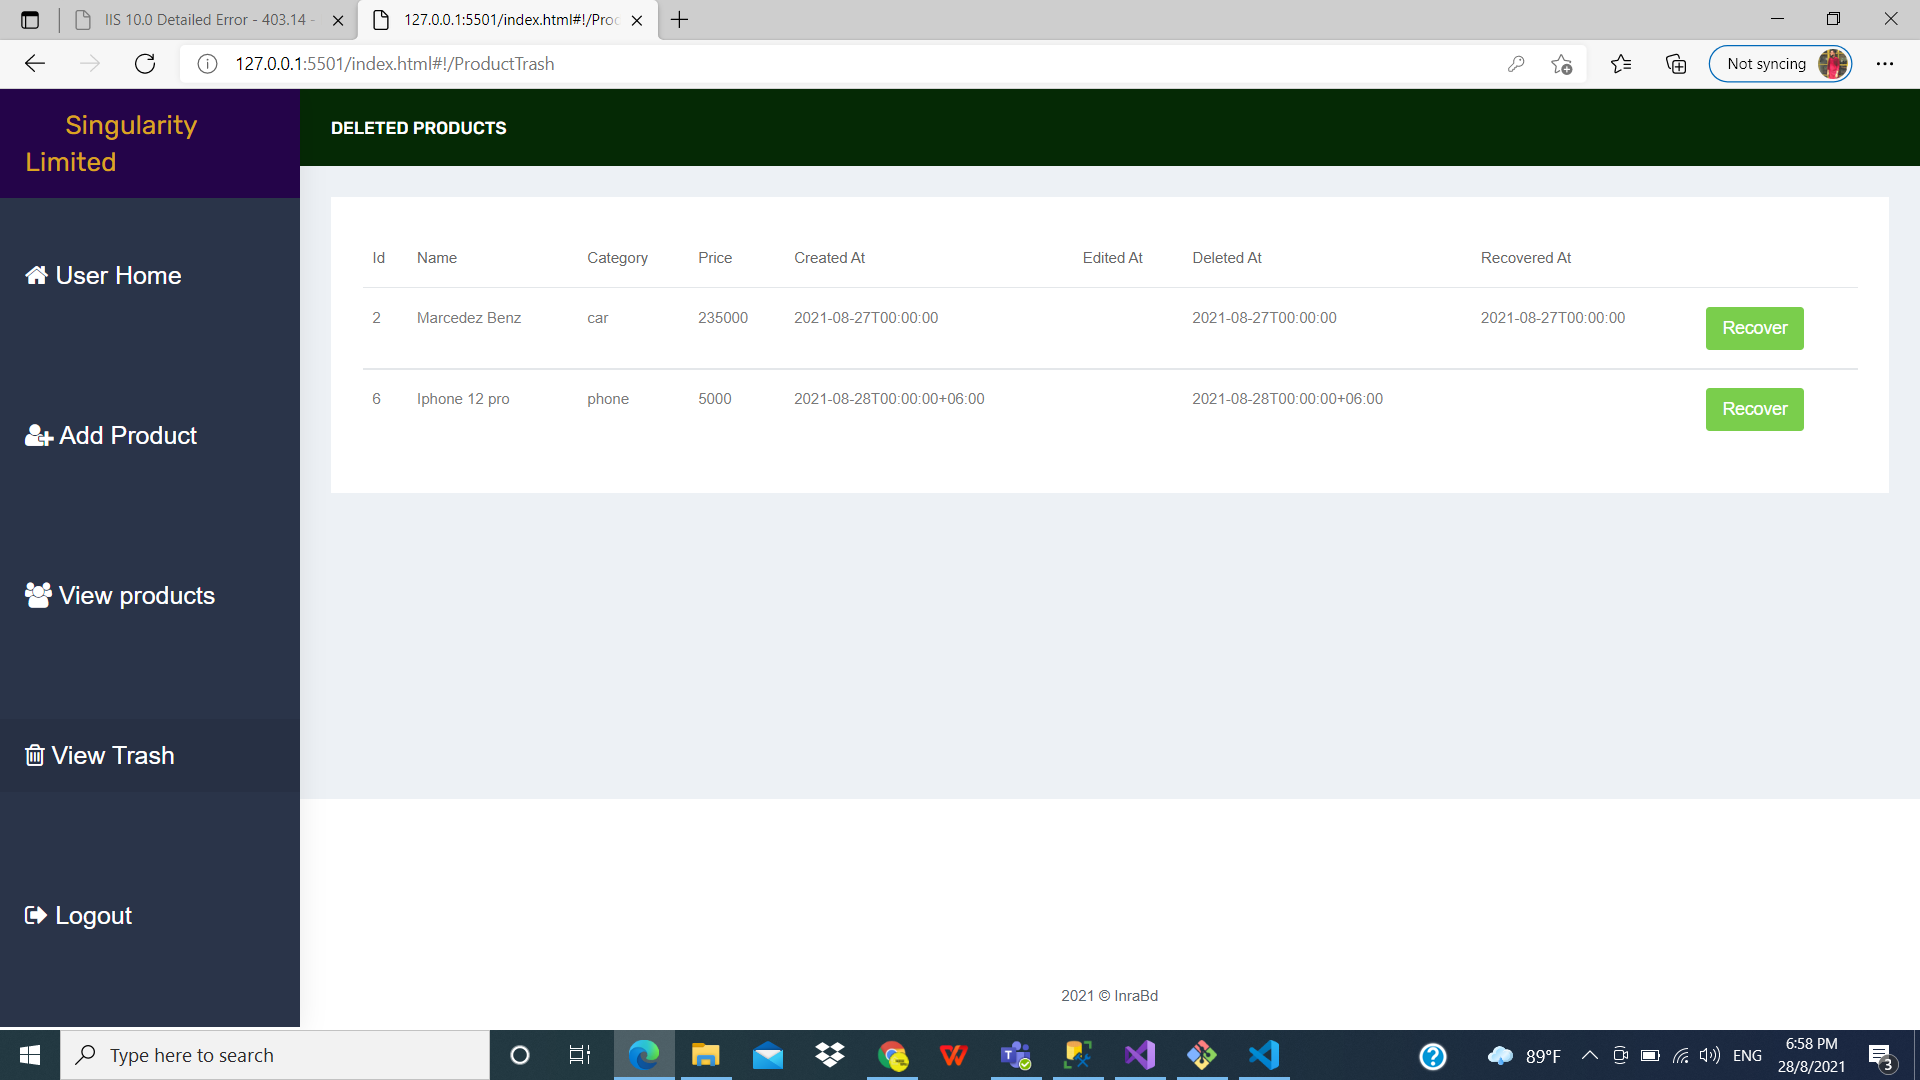 IIS 10.0 Detailed Error - 403.14 -
127.0.0.1:5501/index.html#!/Proc
127.0.0.1:5501/index.html#!/ProductTrash
Not syncing
Singularity
Limited
DELETED PRODUCTS
User Home
Add Product
View products
View Trash
Logout
Id Name Category Price Created At Edited At Deleted At Recovered At
2 Marcedez Benz car 235000 2021-08-27T00:00:00 2021-08-27T00:00:00 2021-08-27T00:00:00 Recover
6 Iphone 12 pro phone 5000 2021-08-28T00:00:00+06:00 2021-08-28T00:00:00+06:00 Recover
2021 © InraBd
Type here to search
89°F
ENG
6:58 PM
28/8/2021
3